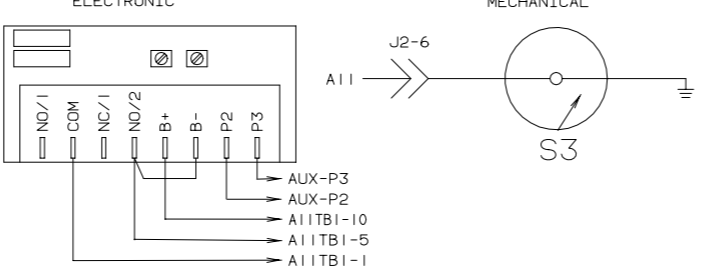 ELECTRONIC
MECHANICAL
J2-6
A11
S3
NO/1
COM
NC/1
NO/2
B+
B-
P2
P3
AUX-P3
AUX-P2
A11TB1-10
A11TB1-5
A11TB1-1